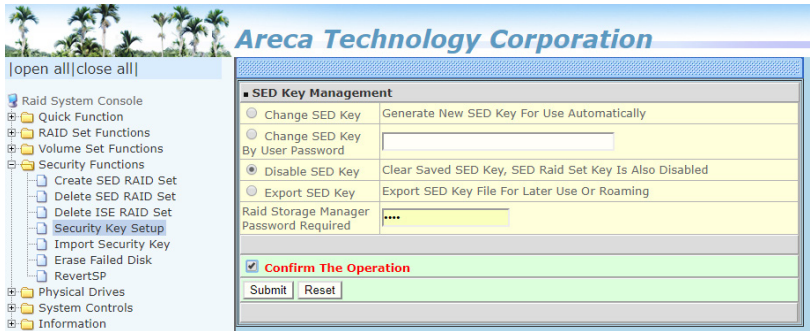 Areca Technology Corporation
|open all|close all|
Raid System Console
Quick Function
RAID Set Functions
Volume Set Functions
Security Functions
Create SED RAID Set
Delete SED RAID Set
Delete ISE RAID Set
Security Key Setup
Import Security Key
Erase Failed Disk
RevertSP
Physical Drives
System Controls
Information
SED Key Management
Change SED Key Generate New SED Key For Use Automatically
Change SED Key
By User Password
Disable SED Key Clear Saved SED Key, SED Raid Set Key Is Also Disabled
Export SED Key Export SED Key File For Later Use Or Roaming
Raid Storage Manager
Password Required ••••
Confirm The Operation
Submit Reset